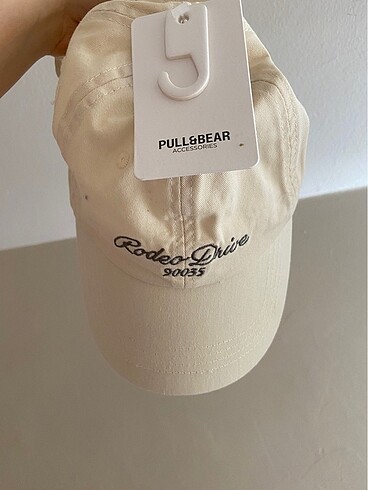 PULL&BEAR
ACCESSORIES
Rodeo Drive
90035